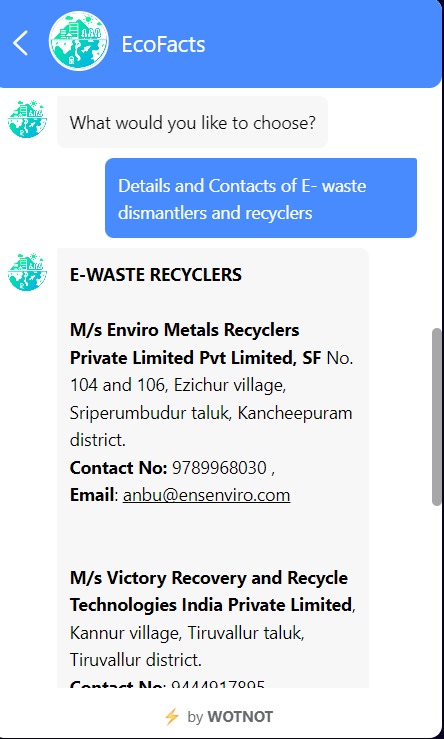 EcoFacts
What would you like to choose?
Details and Contacts of E- waste
dismantlers and recyclers
E-WASTE RECYCLERS
M/s Enviro Metals Recyclers
Private Limited Pvt Limited, SF No.
104 and 106, Ezichur village,
Sriperumbudur taluk, Kancheepuram
district.
Contact No: 9789968030 ,
Email: anbu@ensenviro.com
M/s Victory Recovery and Recycle
Technologies India Private Limited,
Kannur village, Tiruvallur taluk,
Tiruvallur district.
Contact No: 9444917895
⚡ by WOTNOT